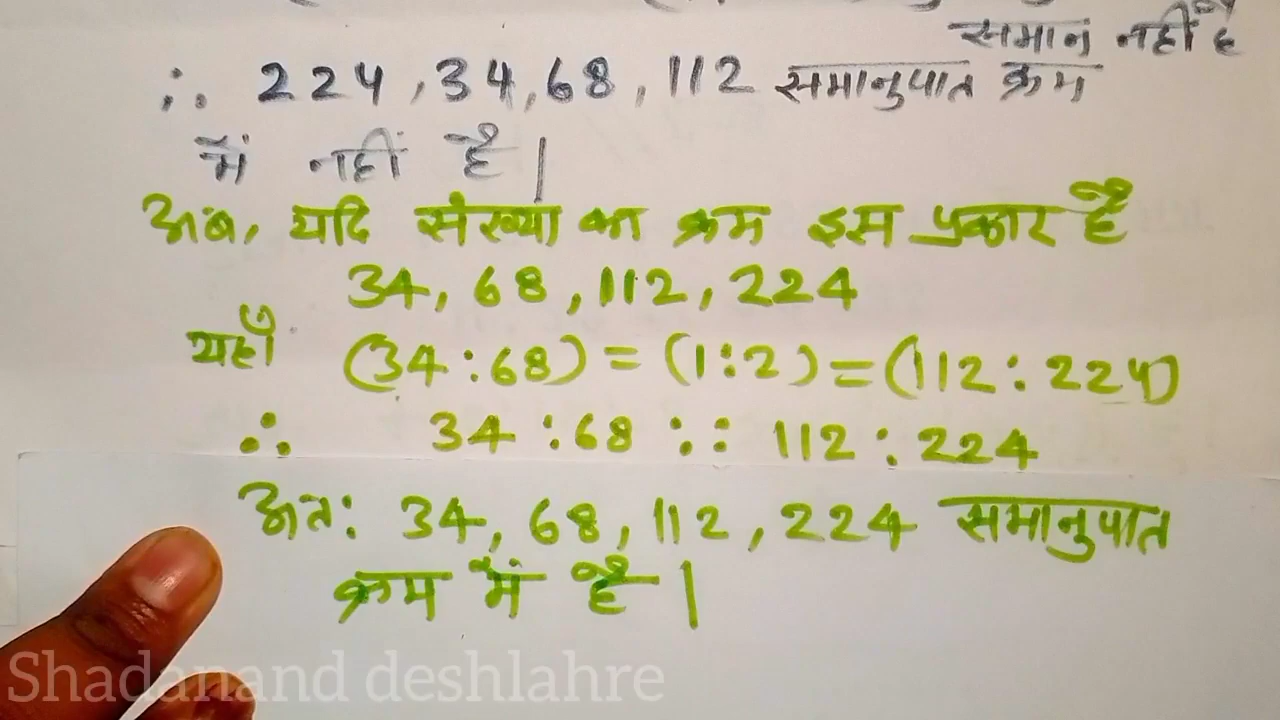 समान नहीं है
∴ 224, 34, 68, 112 समानुपात क्रम
में नहीं है |
अब, यदि संख्या का क्रम इस प्रकार है
34, 68, 112, 224
यहाँ (34 : 68) = (1 : 2) = (112 : 224)
∴ 34 : 68 :: 112 : 224
अतः 34, 68, 112, 224 समानुपात
क्रम में है |
Shadanand deshlahre